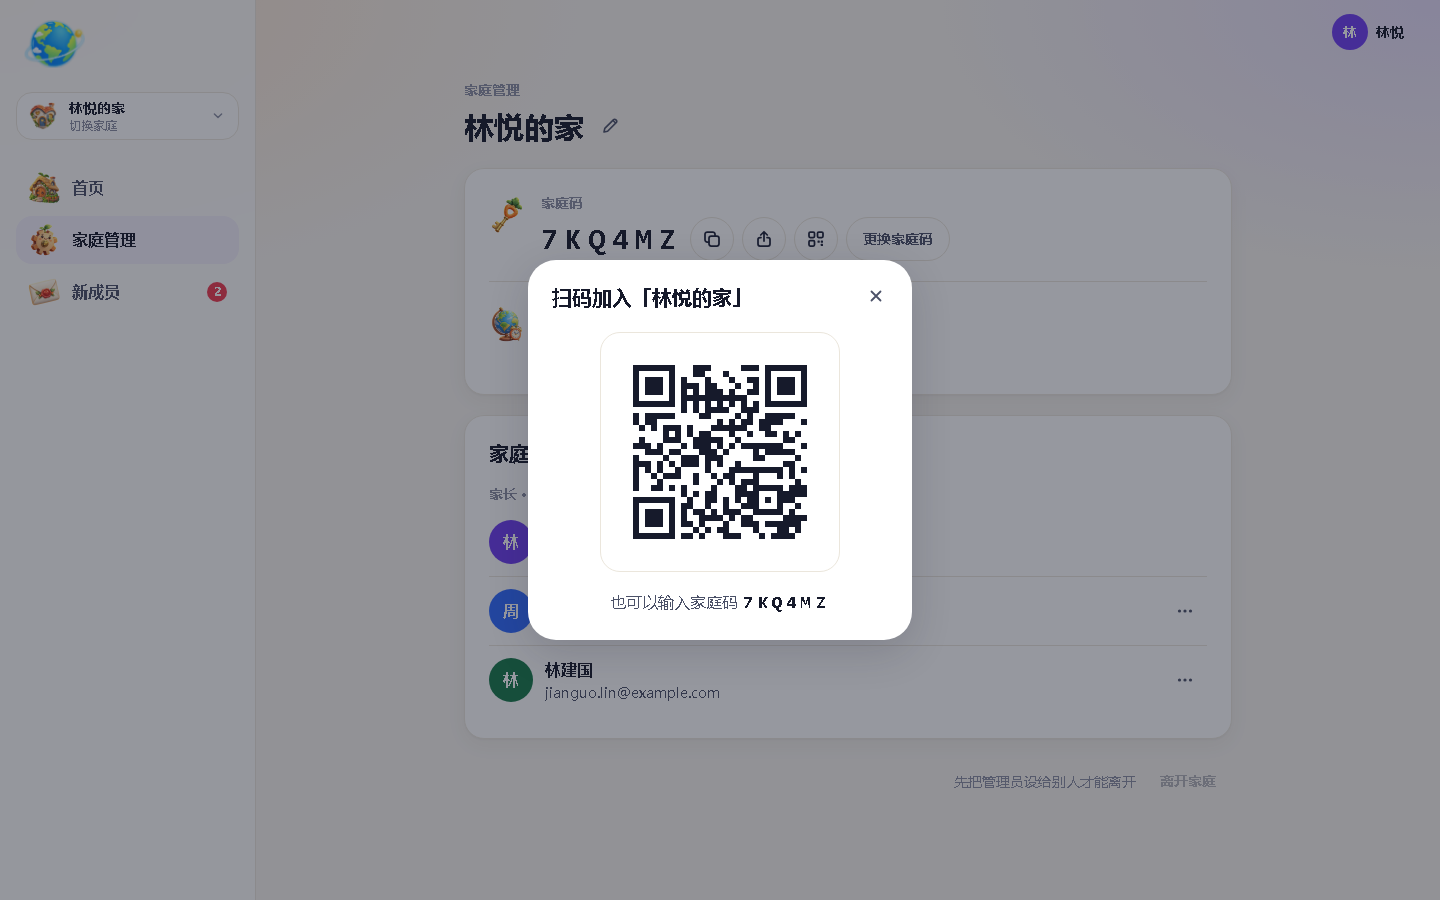 林 林悦
林悦的家
切换家庭
首页
家庭管理
新成员 2
家庭管理
林悦的家
家庭码
7KQ4MZ 更换家庭码
扫码加入「林悦的家」
也可以输入家庭码 7KQ4MZ
家庭
家长 •
林
周
林 林建国
jianguo.lin@example.com
先把管理员设给别人才能离开 离开家庭